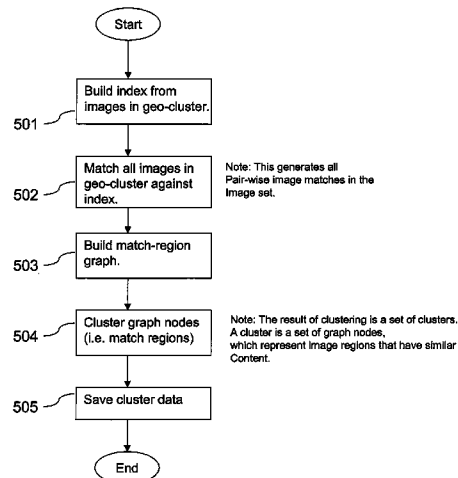 Start
Build index from
images in geo-cluster.
501
Match all images in
geo-cluster against
index.
502
Note: This generates all
Pair-wise image matches in the
Image set.
Build match-region
graph.
503
Cluster graph nodes
(i.e. match regions)
504
Note: The result of clustering is a set of clusters.
A cluster is a set of graph nodes,
which represent image regions that have similar
Content.
Save cluster data
505
End